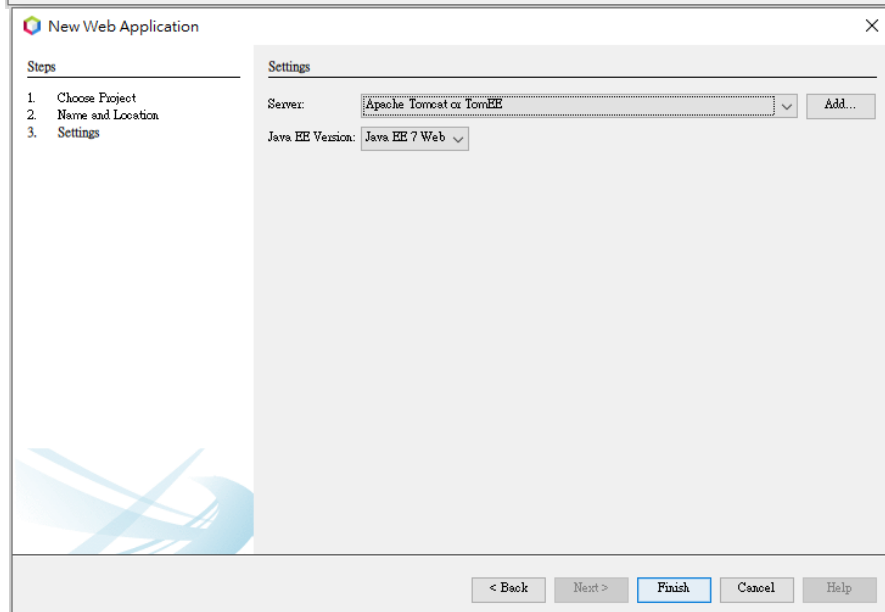 New Web Application
Steps
1. Choose Project
2. Name and Location
3. Settings
Settings
Server: Apache Tomcat or TomEE Add...
Java EE Version: Java EE 7 Web
< Back Next > Finish Cancel Help